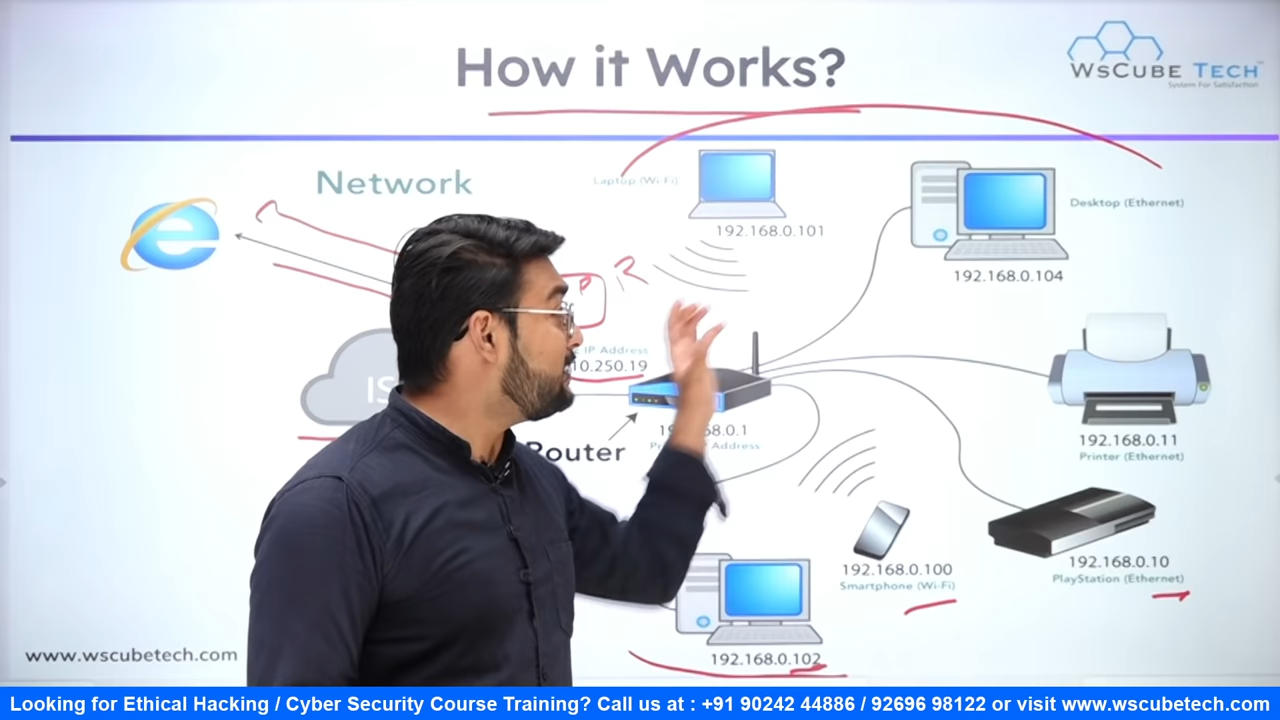 How it Works?
WsCube Tech
System For Satisfaction
Network
Laptop (Wi-Fi)
192.168.0.101
Desktop (Ethernet)
192.168.0.104
P R
IP Address
10.250.19
IS
192.168.0.11
Printer (Ethernet)
Address
Router
192.168.0.100
Smartphone (Wi-Fi)
192.168.0.10
PlayStation (Ethernet)
192.168.0.102
www.wscubetech.com
Looking for Ethical Hacking / Cyber Security Course Training? Call us at : +91 90242 44886 / 92696 98122 or visit www.wscubetech.com